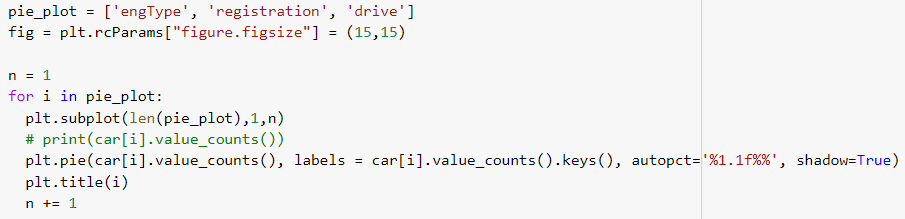 pie_plot = ['engType', 'registration', 'drive']
fig = plt.rcParams["figure.figsize"] = (15,15)
n = 1
for i in pie_plot:
plt.subplot(len(pie_plot),1,n)
# print(car[i].value_counts())
plt.pie(car[i].value_counts(), labels = car[i].value_counts().keys(), autopct='%1.1f%%', shadow=True)
plt.title(i)
n += 1